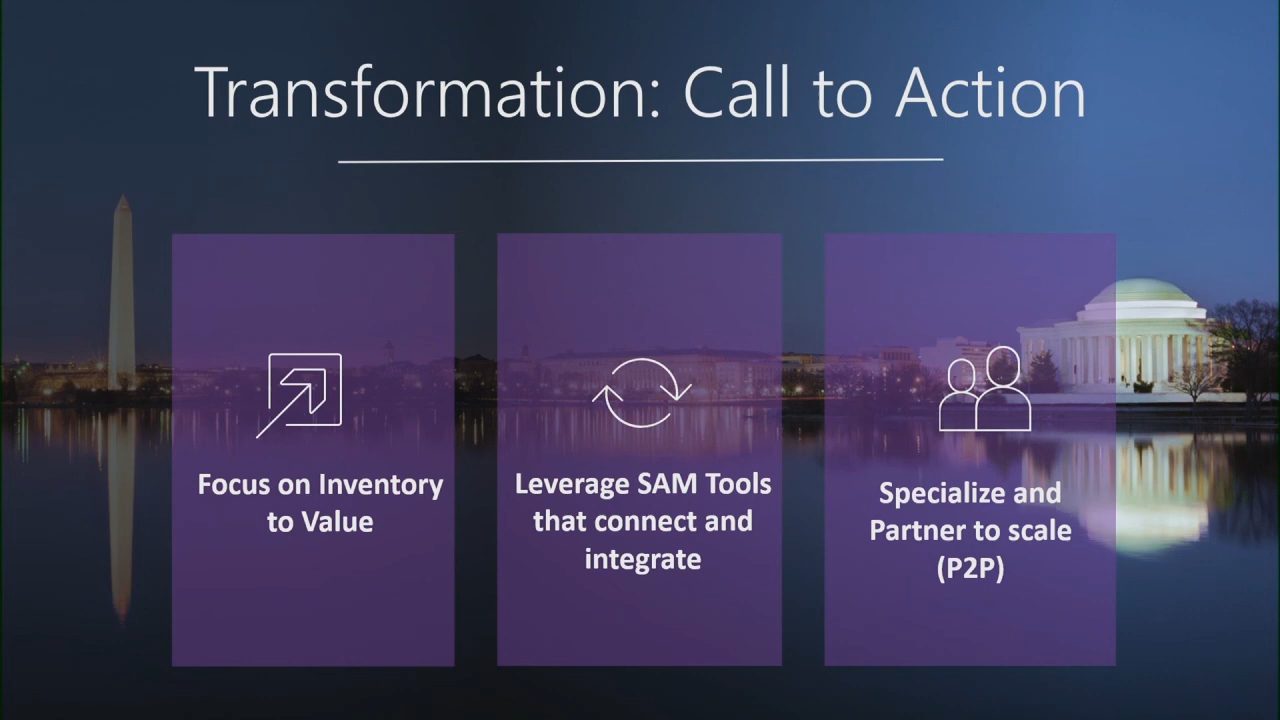 Transformation: Call to Action
Focus on Inventory
to Value
Leverage SAM Tools
that connect and
integrate
Specialize and
Partner to scale
(P2P)